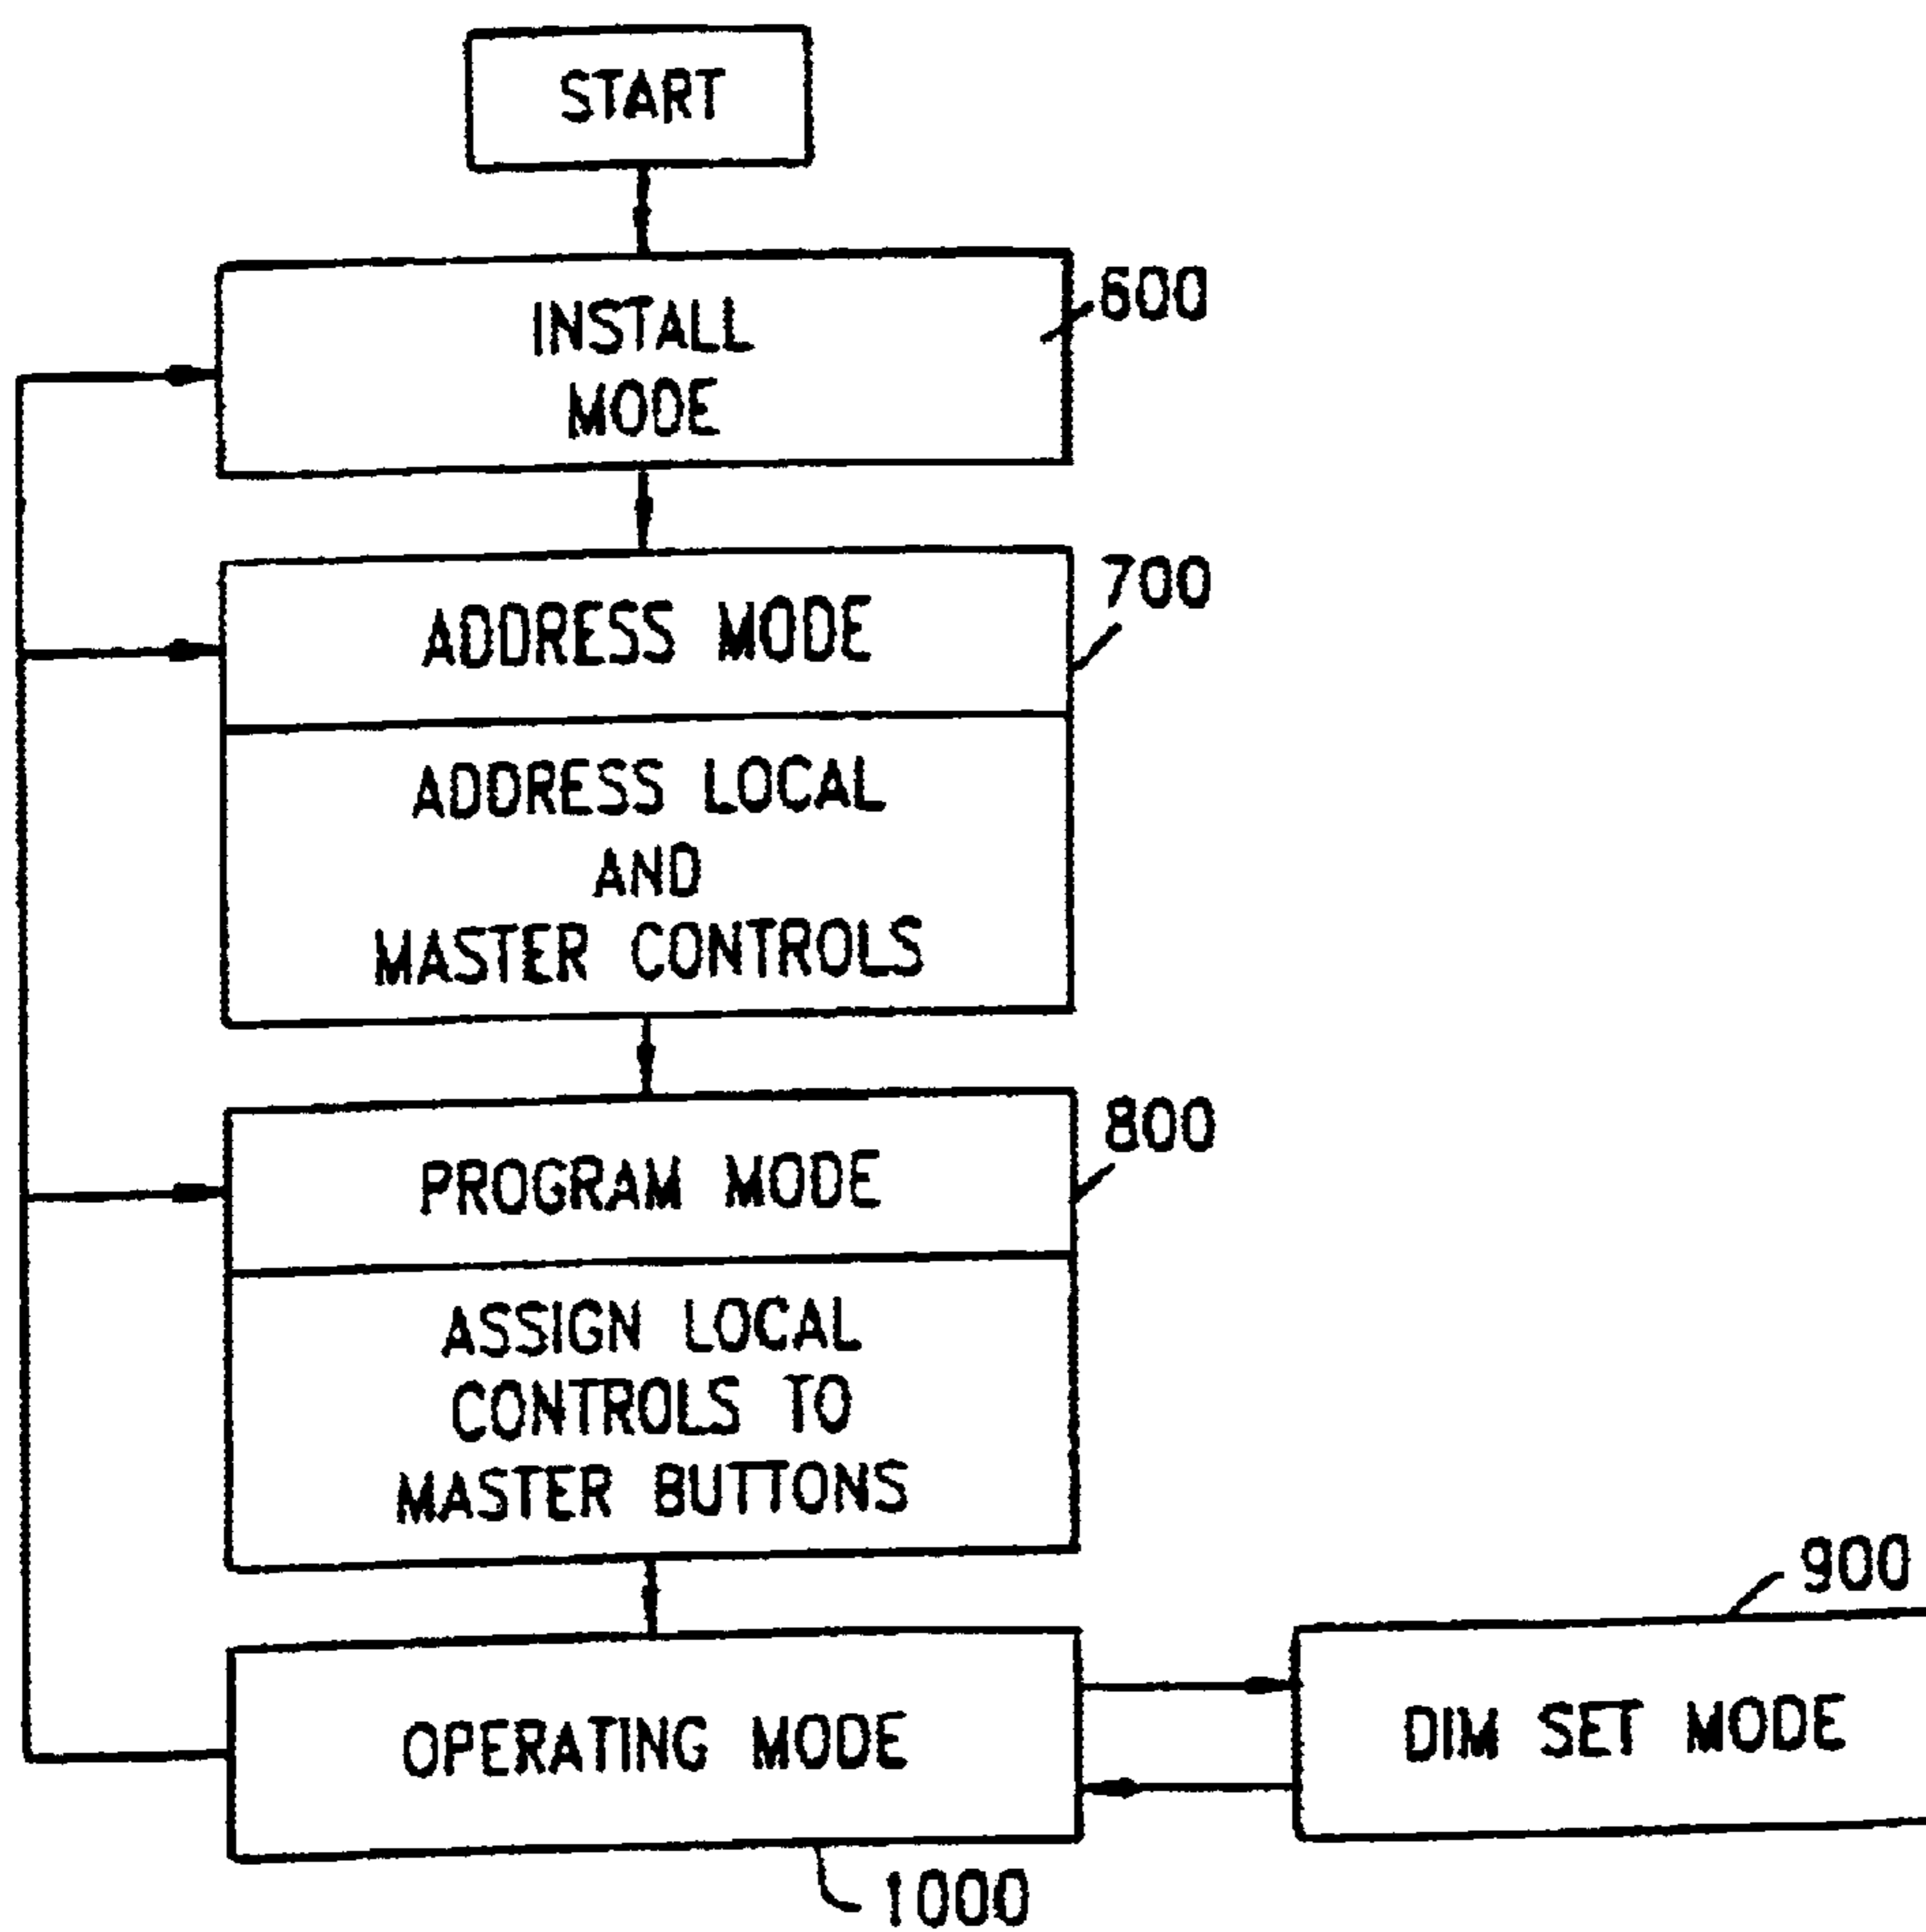 START
INSTALL
MODE
600
ADDRESS MODE
700
ADDRESS LOCAL
AND
MASTER CONTROLS
PROGRAM MODE
800
ASSIGN LOCAL
CONTROLS TO
MASTER BUTTONS
OPERATING MODE
1000
DIM SET MODE
900